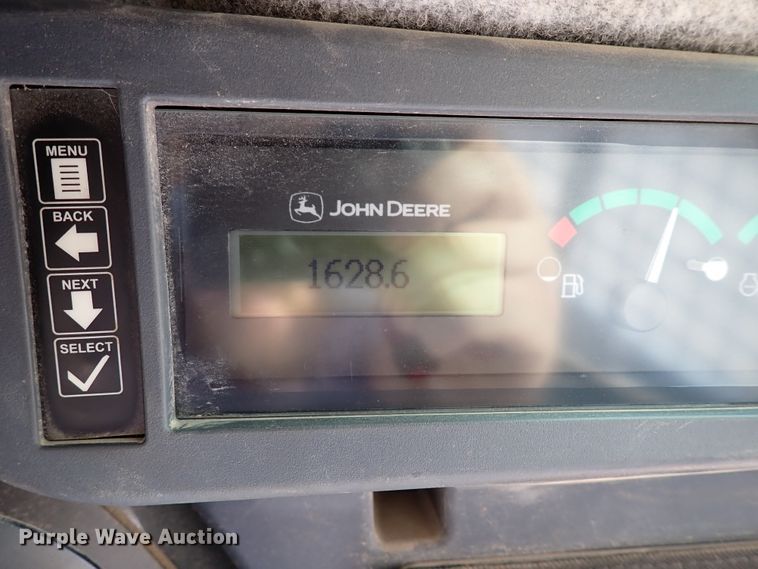 MENU
BACK
NEXT
SELECT
JOHN DEERE
1628.6
Purple Wave Auction